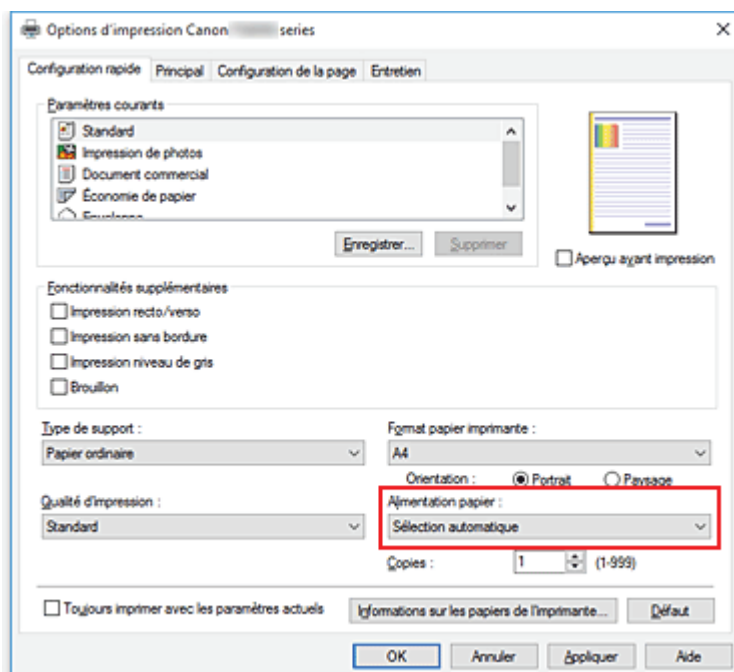 Options d'impression Canon series
Configuration rapide Principal Configuration de la page Entretien
Paramètres courants
Standard
Impression de photos
Document commercial
Économie de papier
Enregistrer... Supprimer
Aperçu avant impression
Fonctionnalités supplémentaires
Impression recto/verso
Impression sans bordure
Impression niveau de gris
Brouillon
Type de support : Format papier imprimante :
Papier ordinaire A4
Orientation : Portrait Paysage
Qualité d'impression : Alimentation papier :
Standard Sélection automatique
Copies : 1 (1-999)
Toujours imprimer avec les paramètres actuels Informations sur les papiers de l'imprimante... Défaut
OK Annuler Appliquer Aide